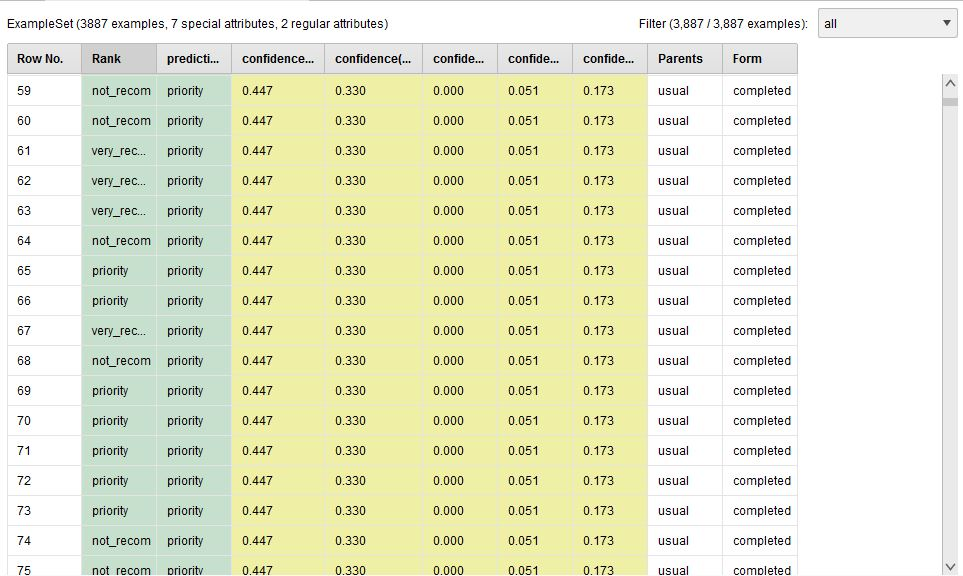 ExampleSet (3887 examples, 7 special attributes, 2 regular attributes) Filter (3,887 / 3,887 examples): all
Row No. Rank predicti... confidence... confidence(... confide... confide... confide... Parents Form
59 not_recom priority 0.447 0.330 0.000 0.051 0.173 usual completed
60 not_recom priority 0.447 0.330 0.000 0.051 0.173 usual completed
61 very_rec... priority 0.447 0.330 0.000 0.051 0.173 usual completed
62 very_rec... priority 0.447 0.330 0.000 0.051 0.173 usual completed
63 very_rec... priority 0.447 0.330 0.000 0.051 0.173 usual completed
64 not_recom priority 0.447 0.330 0.000 0.051 0.173 usual completed
65 priority priority 0.447 0.330 0.000 0.051 0.173 usual completed
66 priority priority 0.447 0.330 0.000 0.051 0.173 usual completed
67 very_rec... priority 0.447 0.330 0.000 0.051 0.173 usual completed
68 not_recom priority 0.447 0.330 0.000 0.051 0.173 usual completed
69 priority priority 0.447 0.330 0.000 0.051 0.173 usual completed
70 priority priority 0.447 0.330 0.000 0.051 0.173 usual completed
71 priority priority 0.447 0.330 0.000 0.051 0.173 usual completed
72 priority priority 0.447 0.330 0.000 0.051 0.173 usual completed
73 priority priority 0.447 0.330 0.000 0.051 0.173 usual completed
74 not_recom priority 0.447 0.330 0.000 0.051 0.173 usual completed
75 not_recom priority 0.447 0.330 0.000 0.051 0.173 usual completed